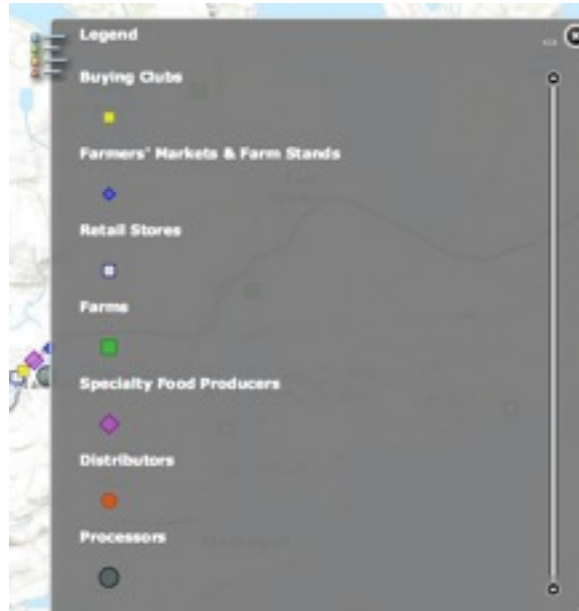 Legend
Buying Clubs
Farmers' Markets & Farm Stands
Retail Stores
Farms
Specialty Food Producers
Distributors
Processors